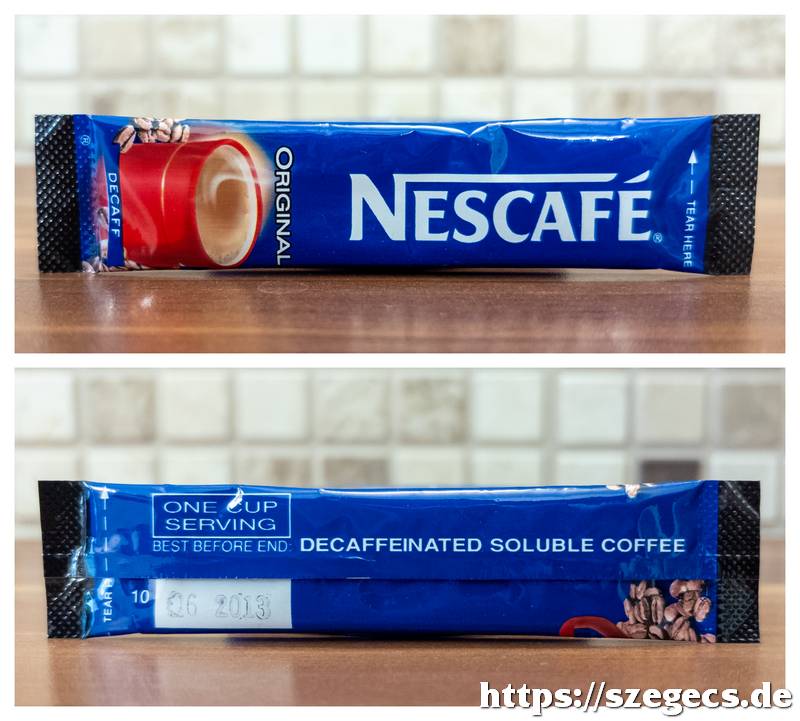 ®
DECAFF
ORIGINAL
NESCAFÉ®
TEAR HERE
ONE CUP
SERVING
BEST BEFORE END:
DECAFFEINATED SOLUBLE COFFEE
TEAR
10
2013
https://szegecs.de